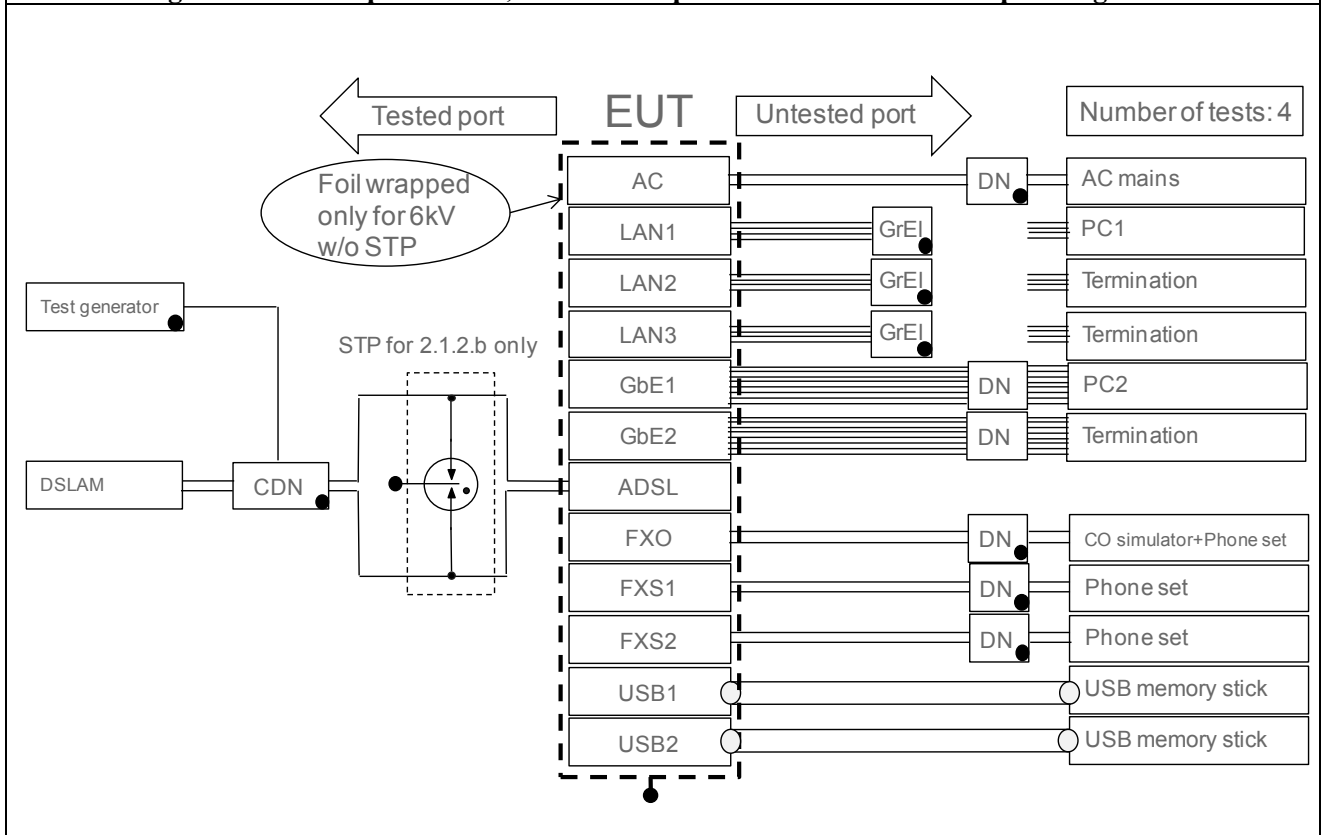 Tested port
EUT
Untested port
Number of tests: 4
Foil wrapped
only for 6kV
w/o STP
AC
DN
AC mains
LAN1
GrEl
PC1
LAN2
GrEl
Termination
Test generator
LAN3
GrEl
Termination
STP for 2.1.2.b only
GbE1
DN
PC2
GbE2
DN
Termination
DSLAM
CDN
ADSL
FXO
DN
CO simulator+Phone set
FXS1
DN
Phone set
FXS2
DN
Phone set
USB1
USB memory stick
USB2
USB memory stick